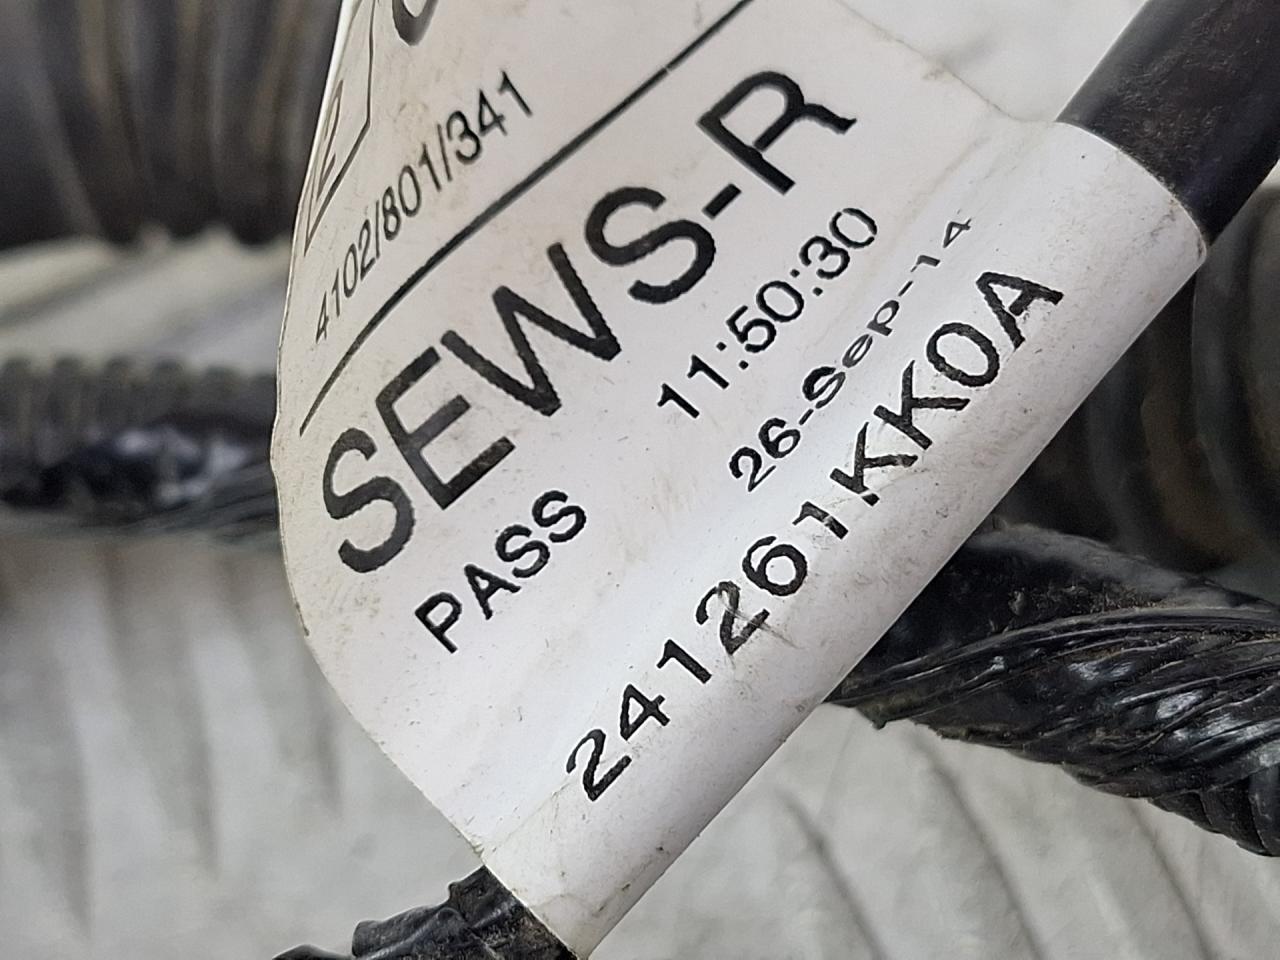 4102/801/341
SEWS-R
PASS 11:50:30
26-Sep-14
241261KK0A